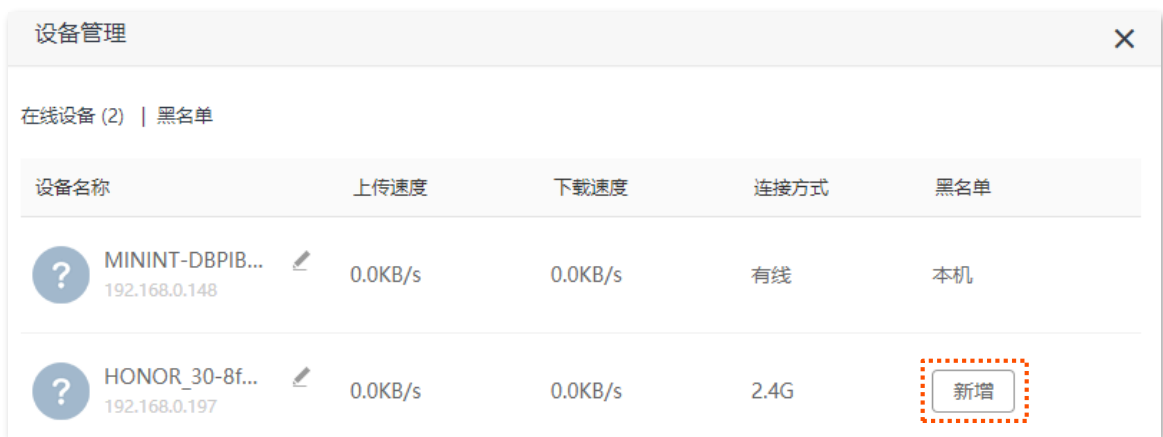 设备管理
在线设备 (2) | 黑名单
设备名称 上传速度 下载速度 连接方式 黑名单
MININT-DBPIB...
192.168.0.148
0.0KB/s 0.0KB/s 有线 本机
HONOR_30-8f...
192.168.0.197
0.0KB/s 0.0KB/s 2.4G 新增